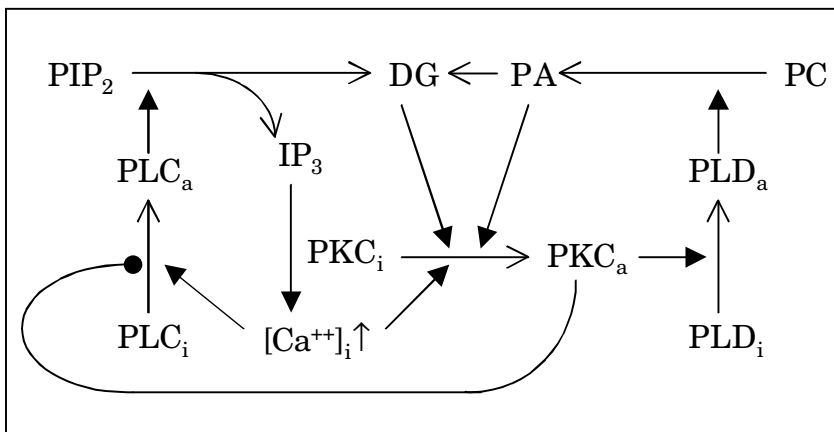 PIP₂ DG PA PC
IP₃
PLCₐ PLDₐ
PKCᵢ PKCₐ
PLCᵢ [Ca⁺⁺]ᵢ↑ PLDᵢ